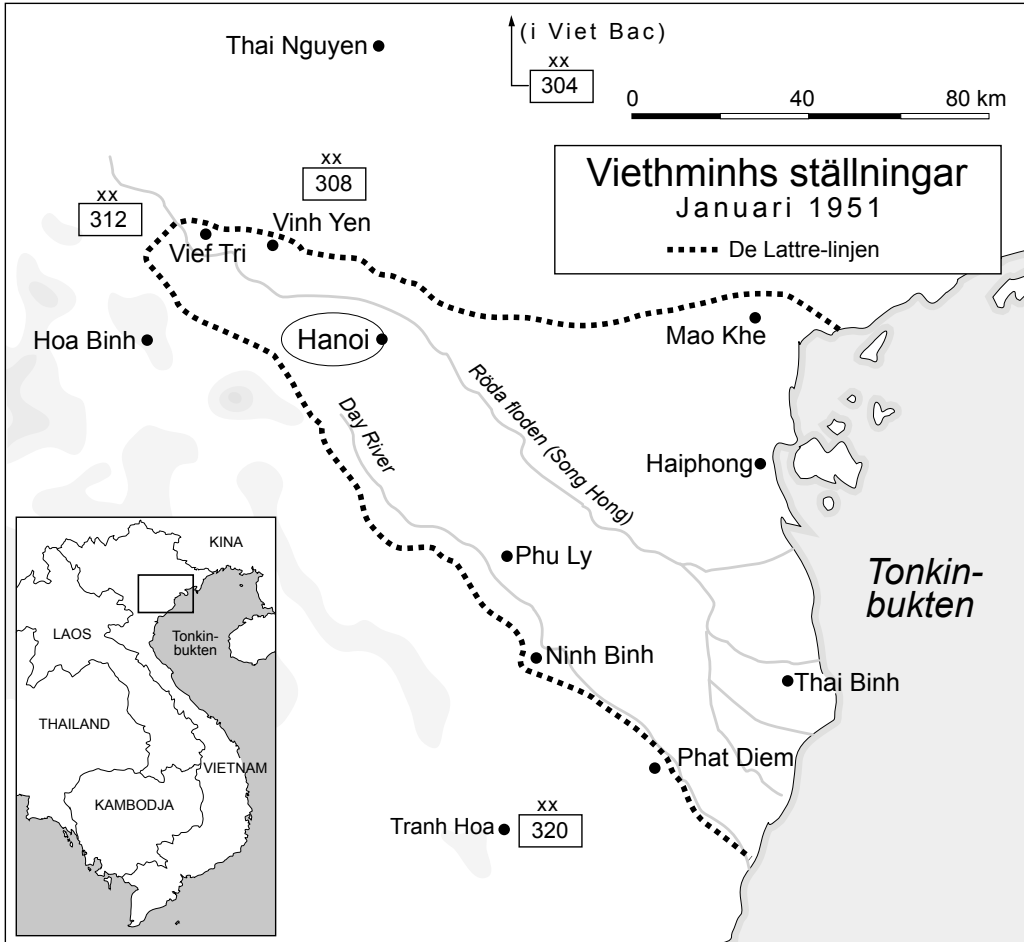 (i Viet Bac)
Thai Nguyen
xx
304
0 40 80 km
Viethminhs ställningar
Januari 1951
De Lattre-linjen
xx
308
xx
312
Vinh Yen
Vief Tri
Hoa Binh
Hanoi
Mao Khe
Röda floden (Song Hong)
Day River
Haiphong
Phu Ly
Tonkin-
bukten
Ninh Binh
Thai Binh
Phat Diem
xx
320
Tranh Hoa
KINA
LAOS
Tonkin-
bukten
THAILAND
VIETNAM
KAMBODJA